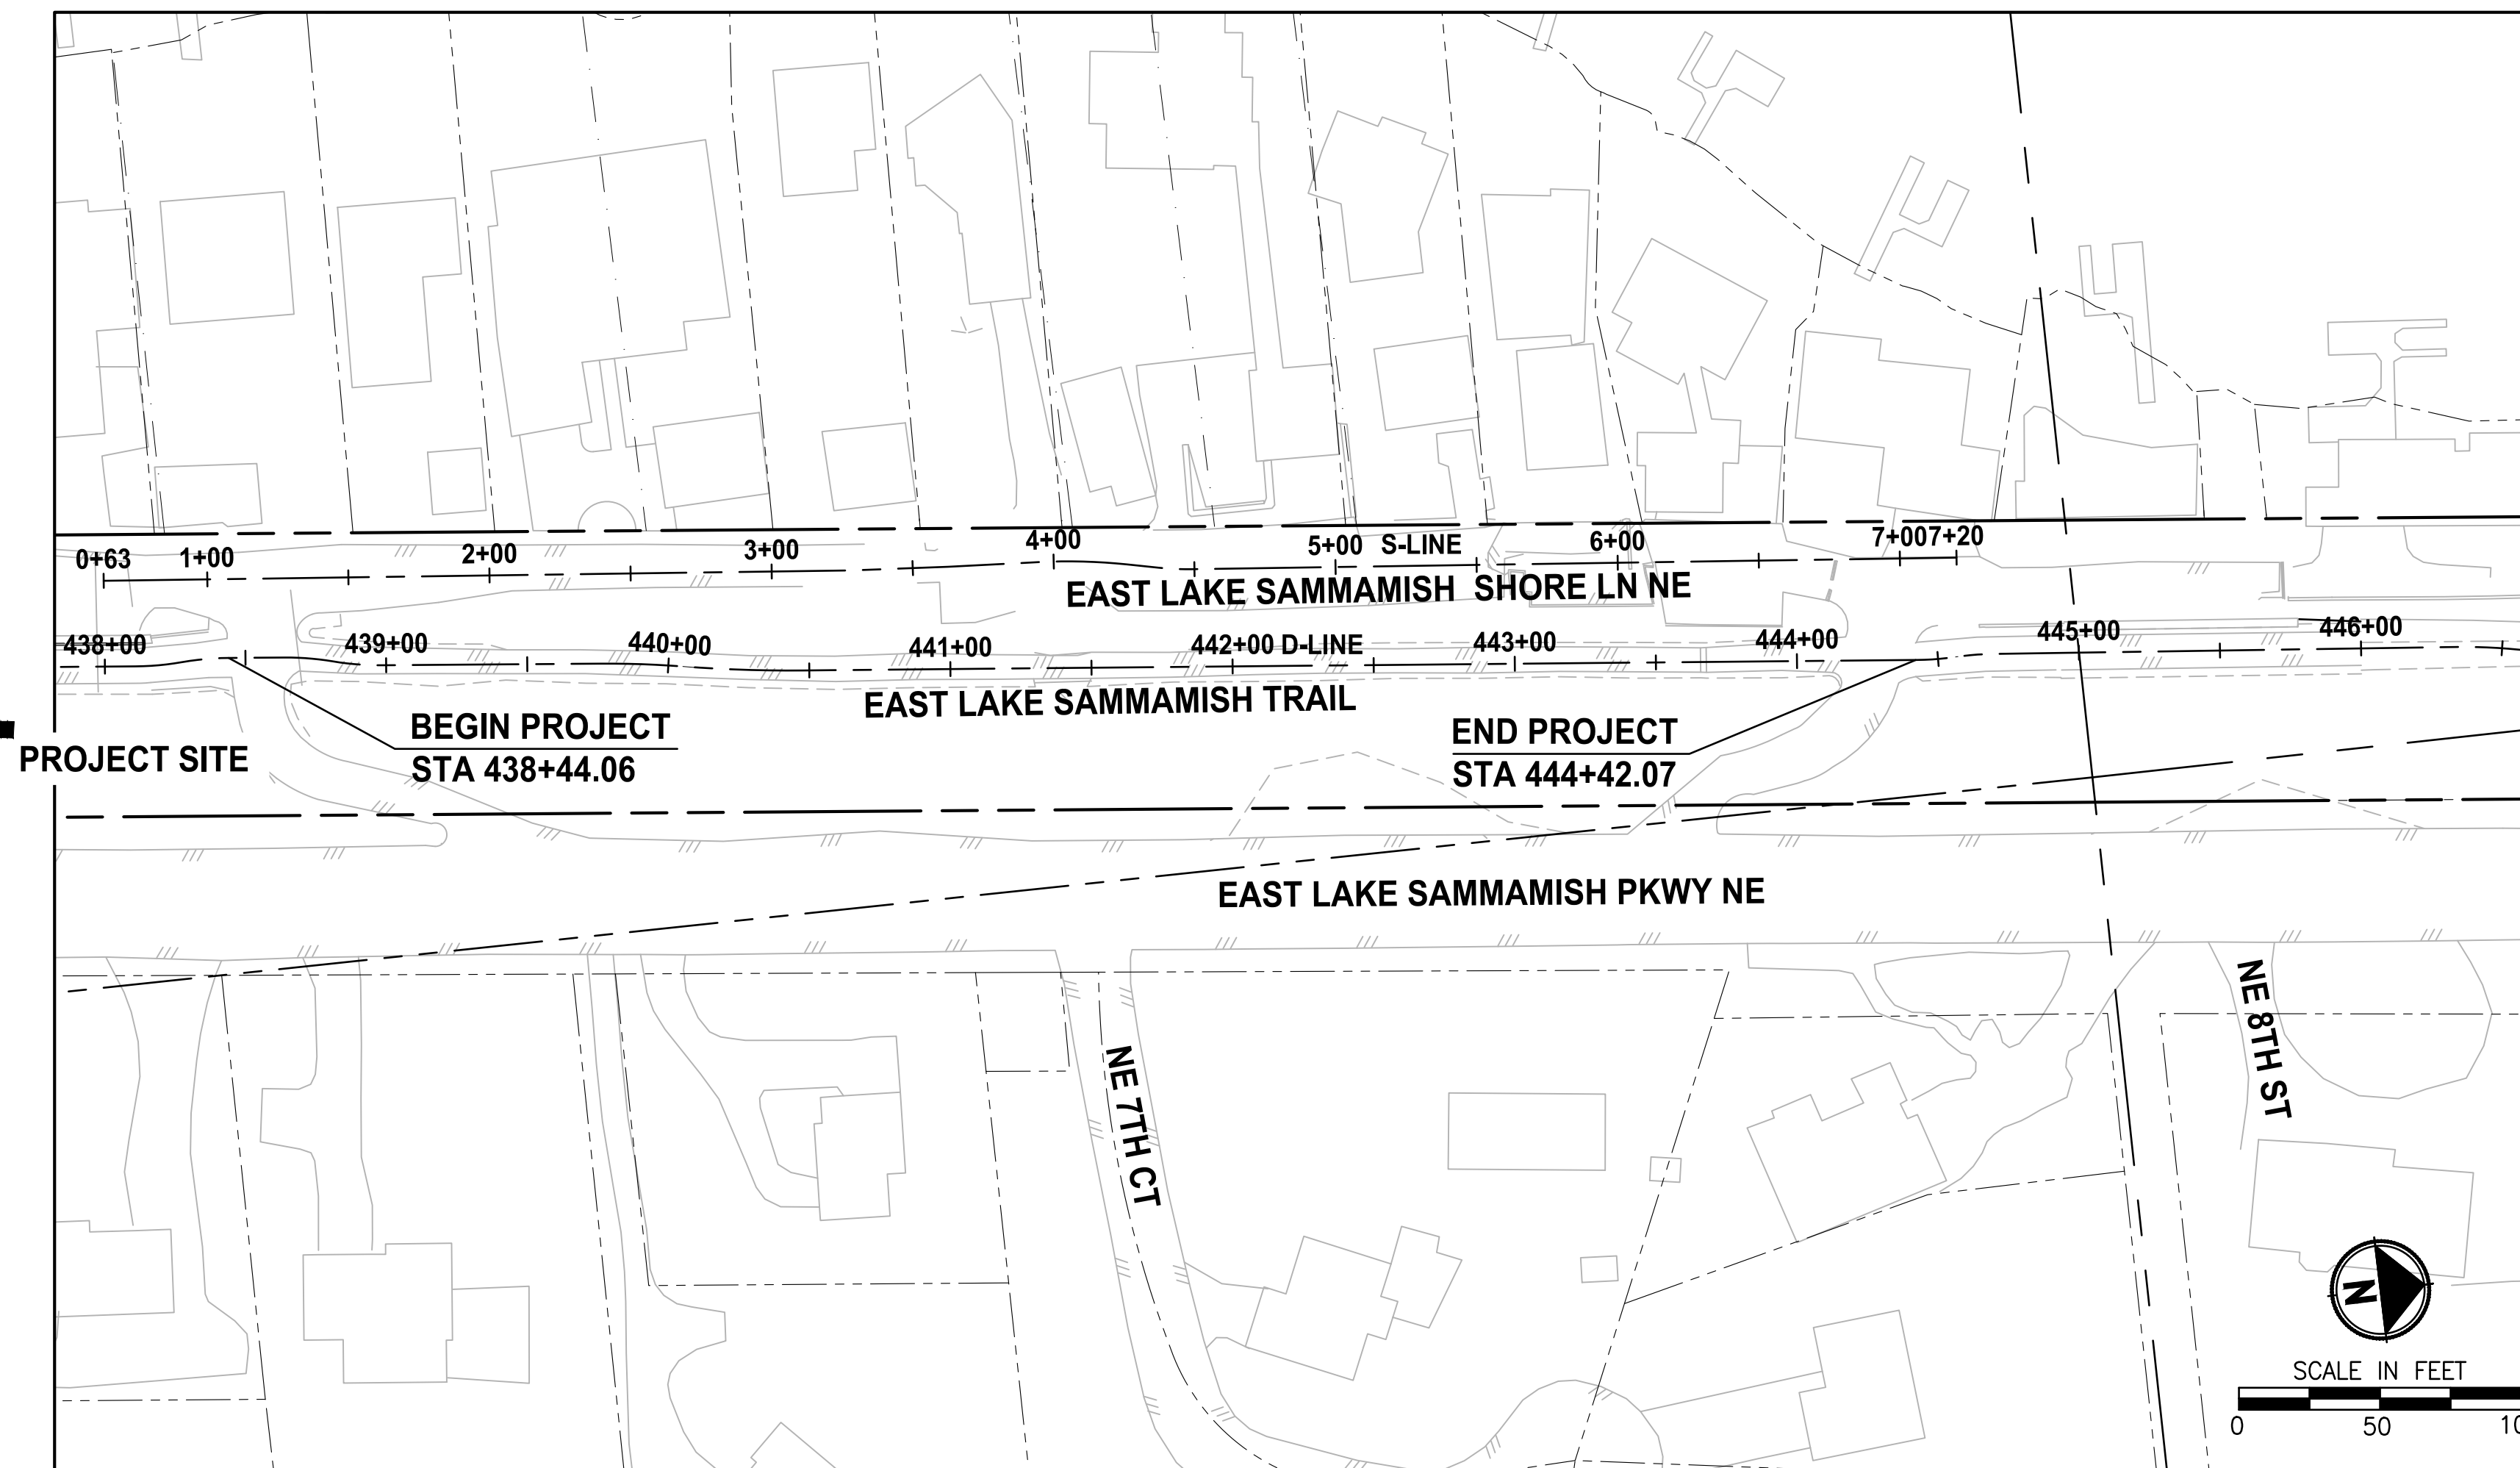 0+63 1+00 2+00 3+00 4+00 5+00 S-LINE 6+00 7+00 7+20
EAST LAKE SAMMAMISH SHORE LN NE
438+00 439+00 440+00 441+00 442+00 D-LINE 443+00 444+00 445+00 446+00
EAST LAKE SAMMAMISH TRAIL
BEGIN PROJECT
STA 438+44.06
END PROJECT
STA 444+42.07
PROJECT SITE
EAST LAKE SAMMAMISH PKWY NE
NE 7TH CT
NE 8TH ST
N
SCALE IN FEET
0 50